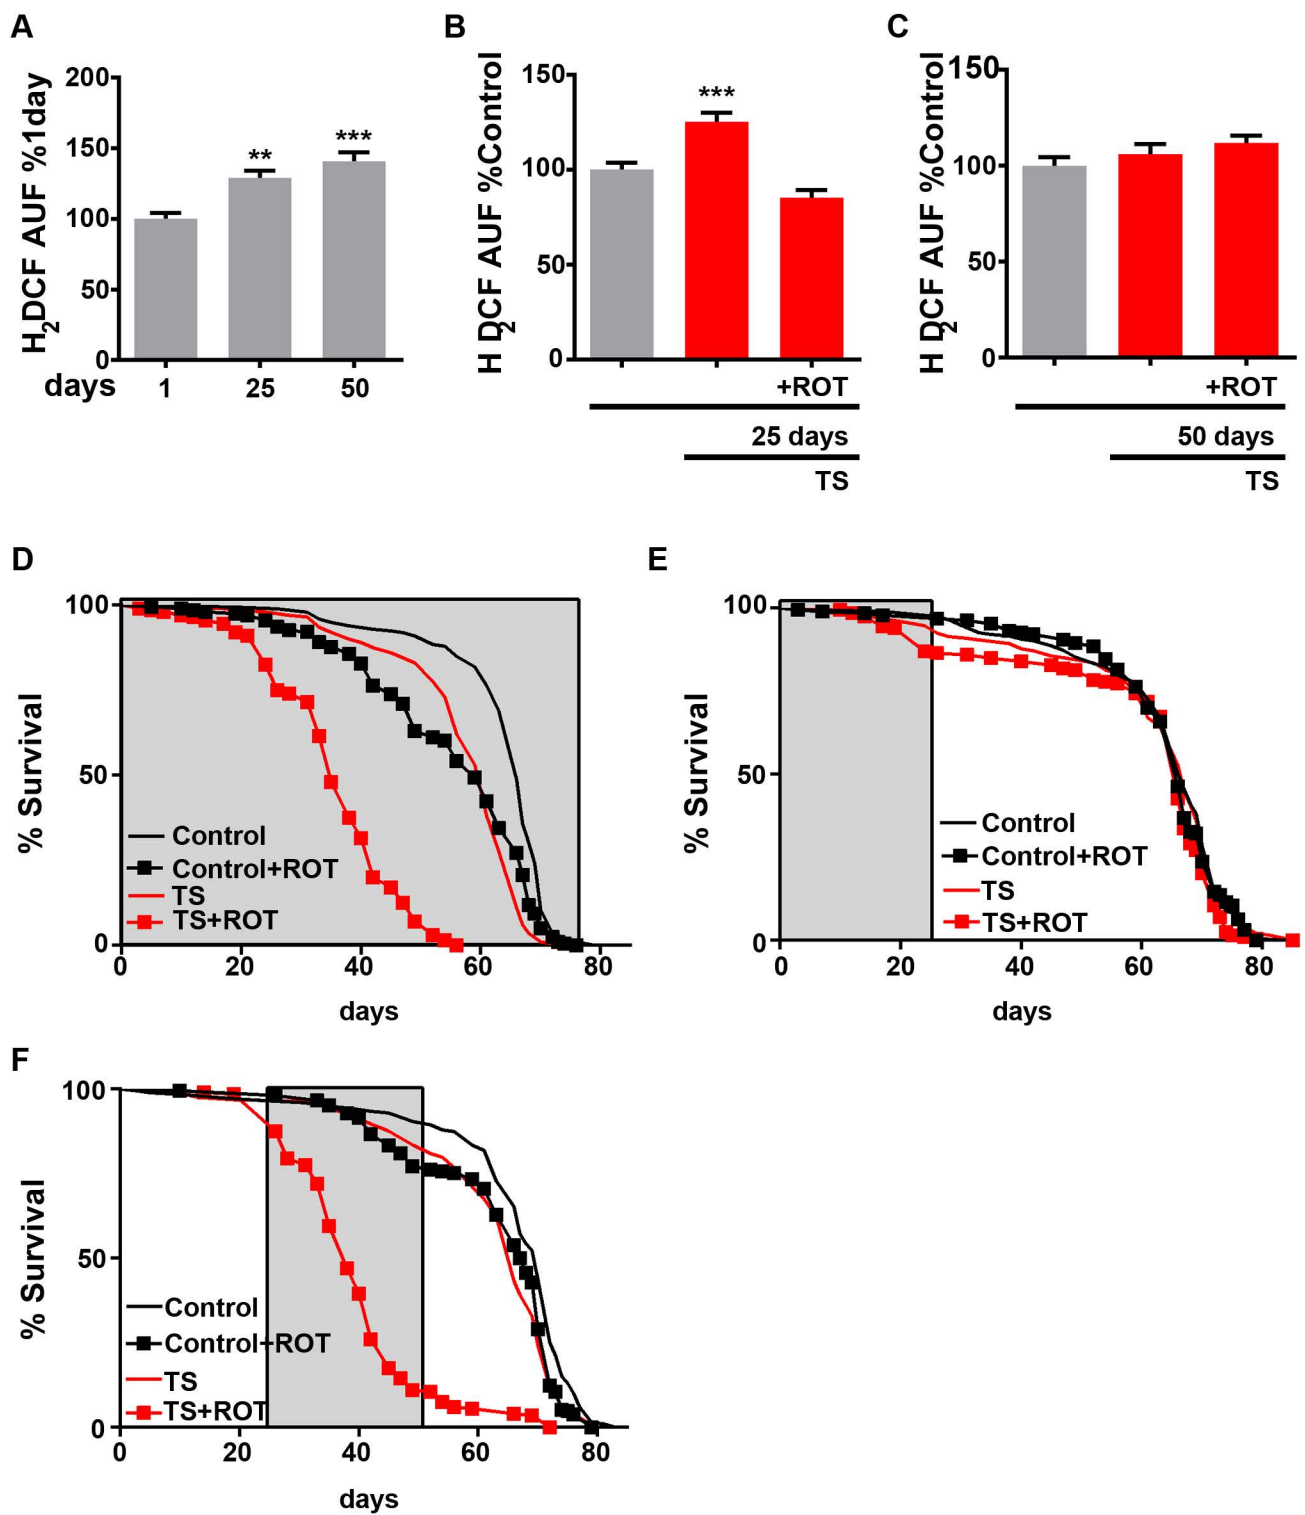 A
H2DCF AUF %1day
200
150
100
50
0
**
***
days
1
25
50
B
H2DCF AUF %Control
150
100
50
0
***
+ROT
25 days
TS
C
H2DCF AUF %Control
150
100
50
0
+ROT
50 days
TS
D
% Survival
100
50
0
Control
Control+ROT
TS
TS+ROT
0 20 40 60 80
days
E
% Survival
100
50
0
Control
Control+ROT
TS
TS+ROT
0 20 40 60 80
days
F
% Survival
100
50
0
Control
Control+ROT
TS
TS+ROT
0 20 40 60 80
days